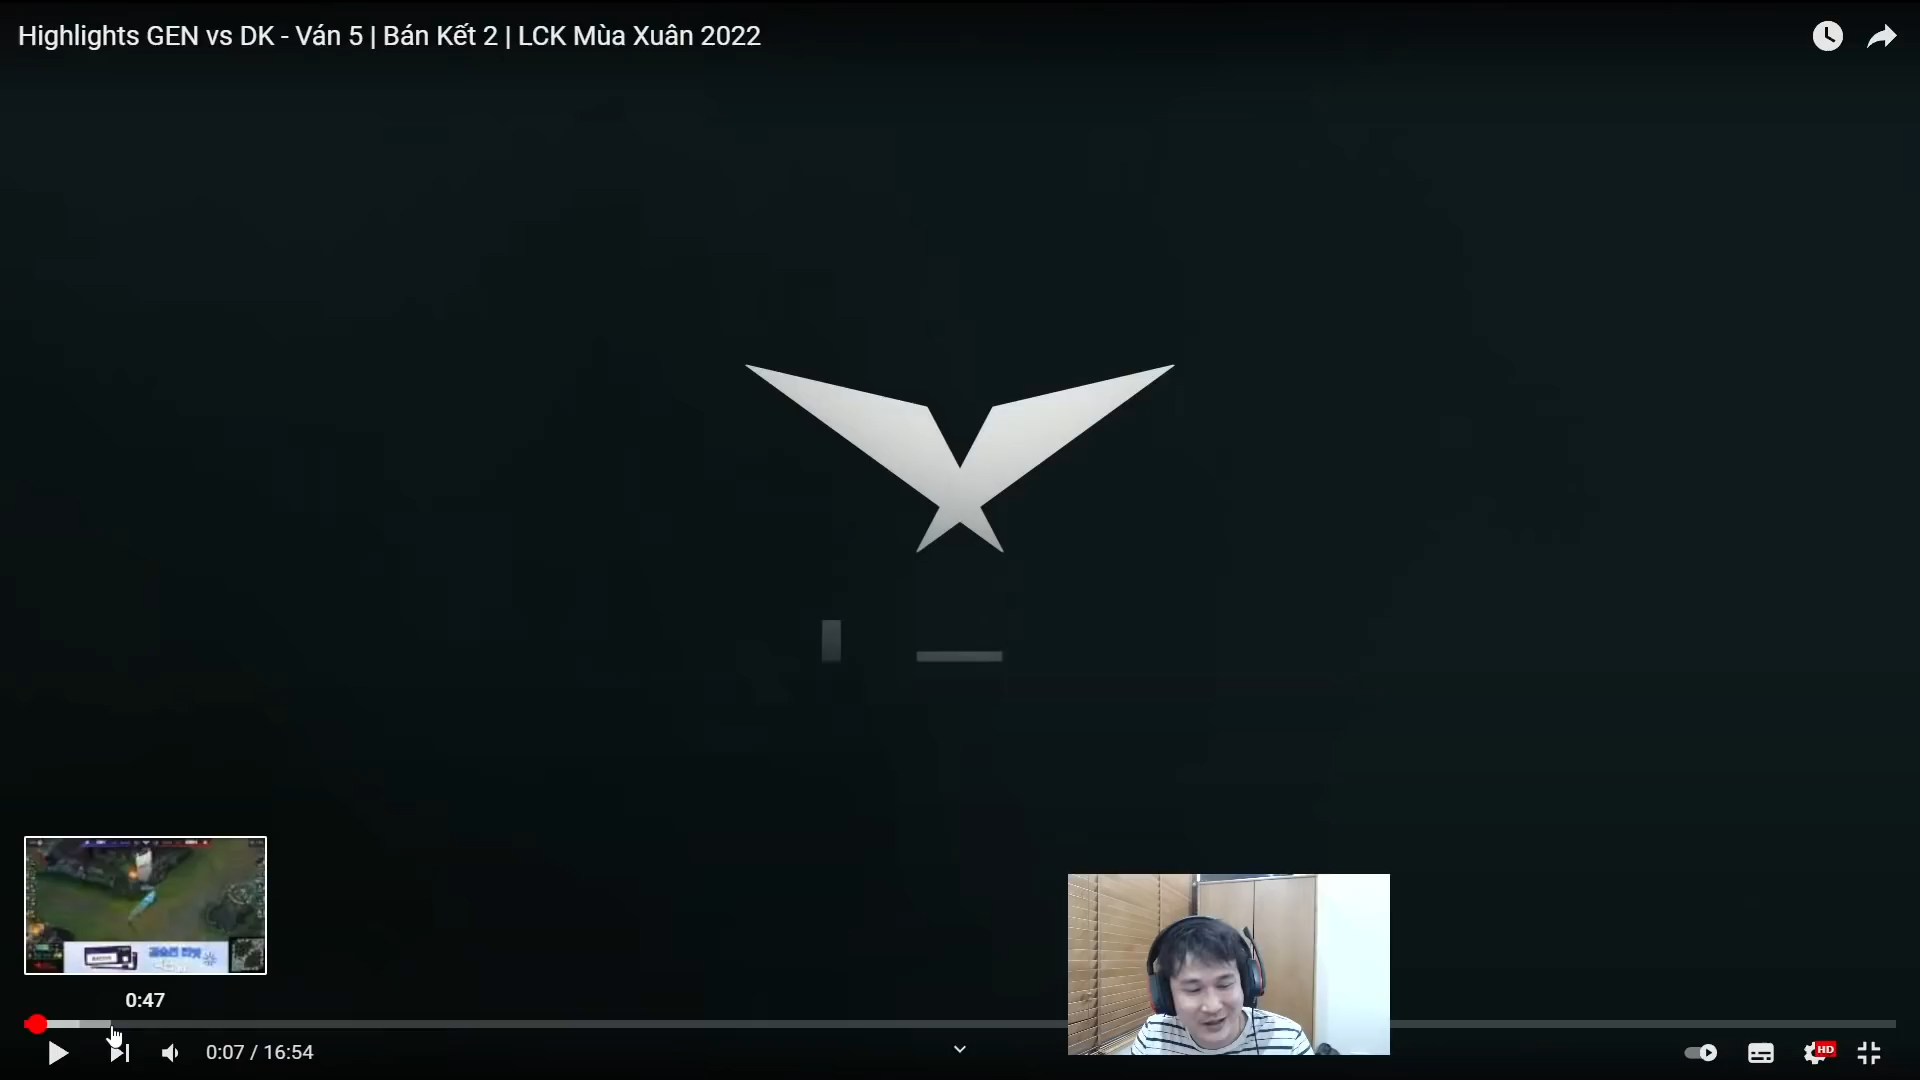 Highlights GEN vs DK - Ván 5 | Bán Kết 2 | LCK Mùa Xuân 2022
0:47
0:07 / 16:54
HD